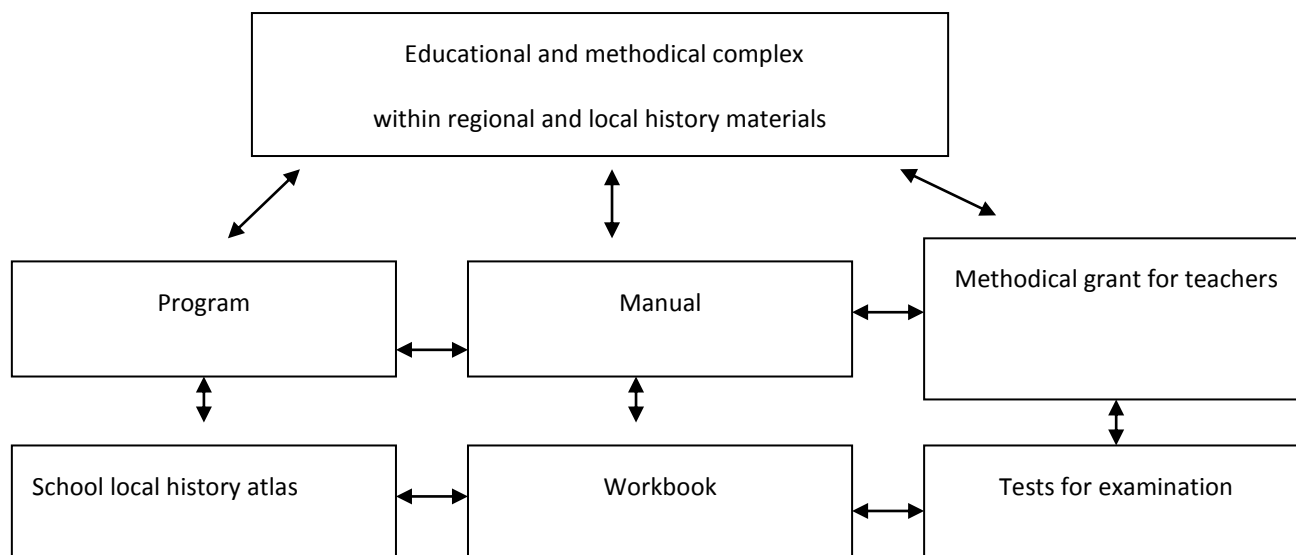 Educational and methodical complex
within regional and local history materials
Program
Manual
Methodical grant for teachers
School local history atlas
Workbook
Tests for examination